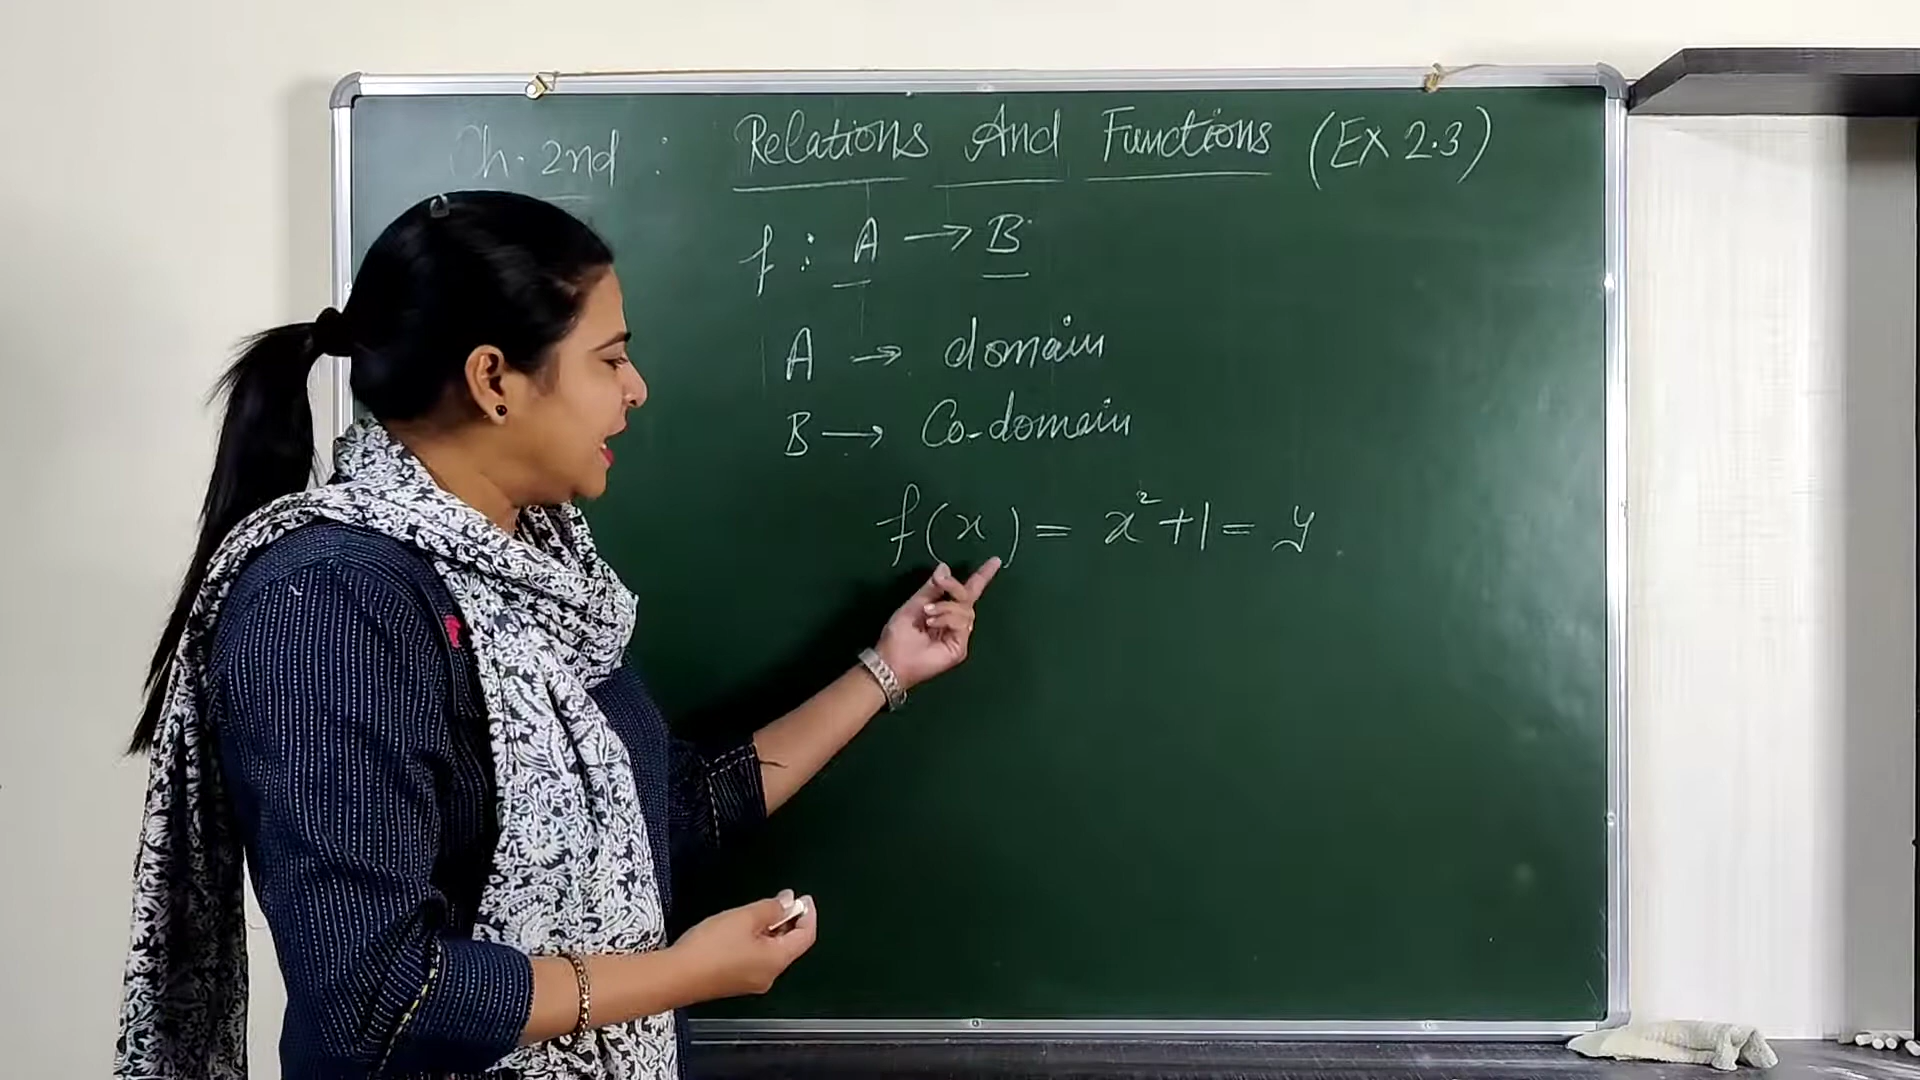 Ch. 2nd : Relations And Functions (Ex 2.3)
f : A → B
A → domain
B → Co-domain
f(x) = x²+1 = y